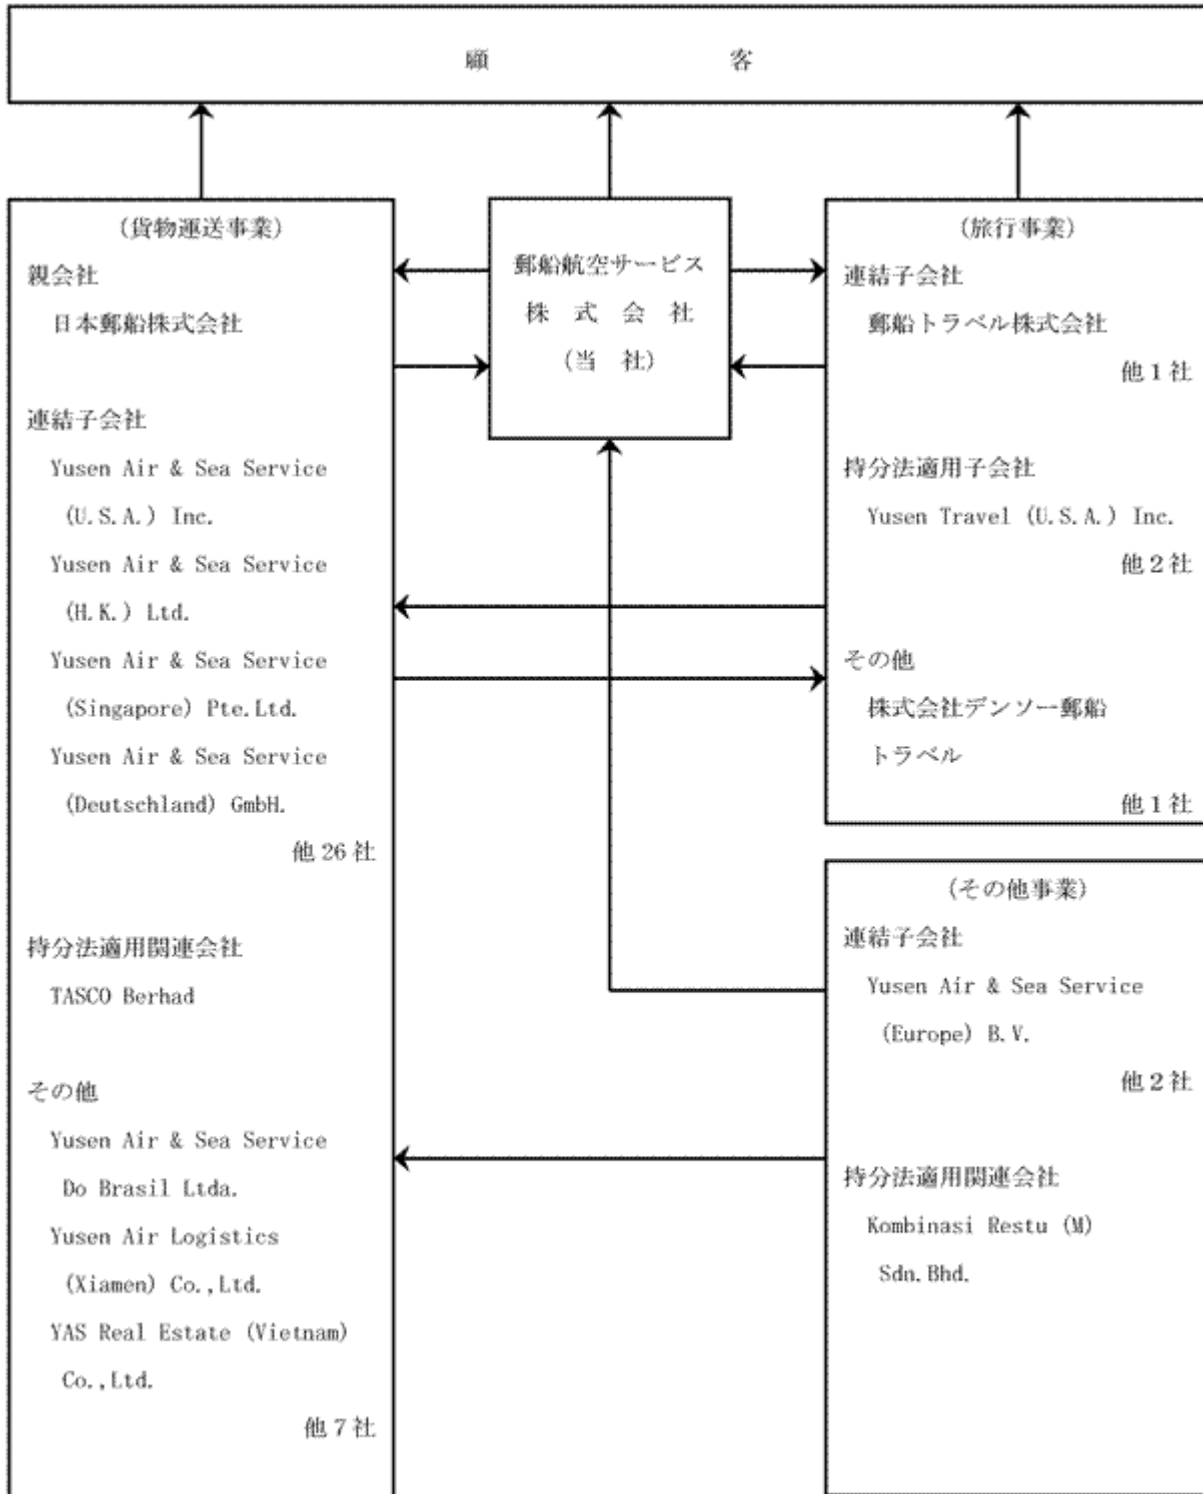 顧客
(貨物運送事業)
親会社
日本郵船株式会社
連結子会社
Yusen Air & Sea Service
(U.S.A.) Inc.
Yusen Air & Sea Service
(H.K.) Ltd.
Yusen Air & Sea Service
(Singapore) Pte.Ltd.
Yusen Air & Sea Service
(Deutschland) GmbH.
他26社
持分法適用関連会社
TASCO Berhad
その他
Yusen Air & Sea Service
Do Brasil Ltda.
Yusen Air Logistics
(Xiamen) Co.,Ltd.
YAS Real Estate (Vietnam)
Co.,Ltd.
他7社
郵船航空サービス
株式会社
(当社)
(旅行事業)
連結子会社
郵船トラベル株式会社
他1社
持分法適用子会社
Yusen Travel (U.S.A.) Inc.
他2社
その他
株式会社デンソー郵船
トラベル
他1社
(その他事業)
連結子会社
Yusen Air & Sea Service
(Europe) B.V.
他2社
持分法適用関連会社
Kombinasi Restu (M)
Sdn.Bhd.